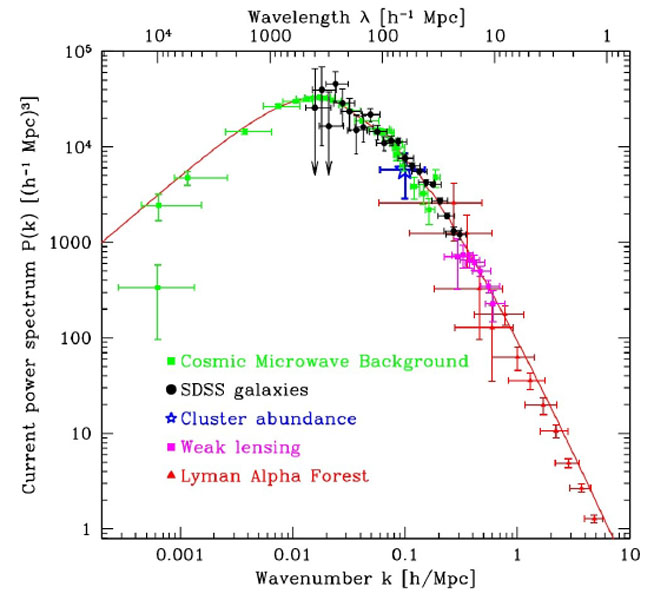 Wavelength λ [h⁻¹ Mpc]
10⁴ 1000 100 10 1
10⁵
10⁴
1000
100
10
1
Current power spectrum P(k) [(h⁻¹ Mpc)³]
Cosmic Microwave Background
SDSS galaxies
Cluster abundance
Weak lensing
Lyman Alpha Forest
0.001 0.01 0.1 1 10
Wavenumber k [h/Mpc]